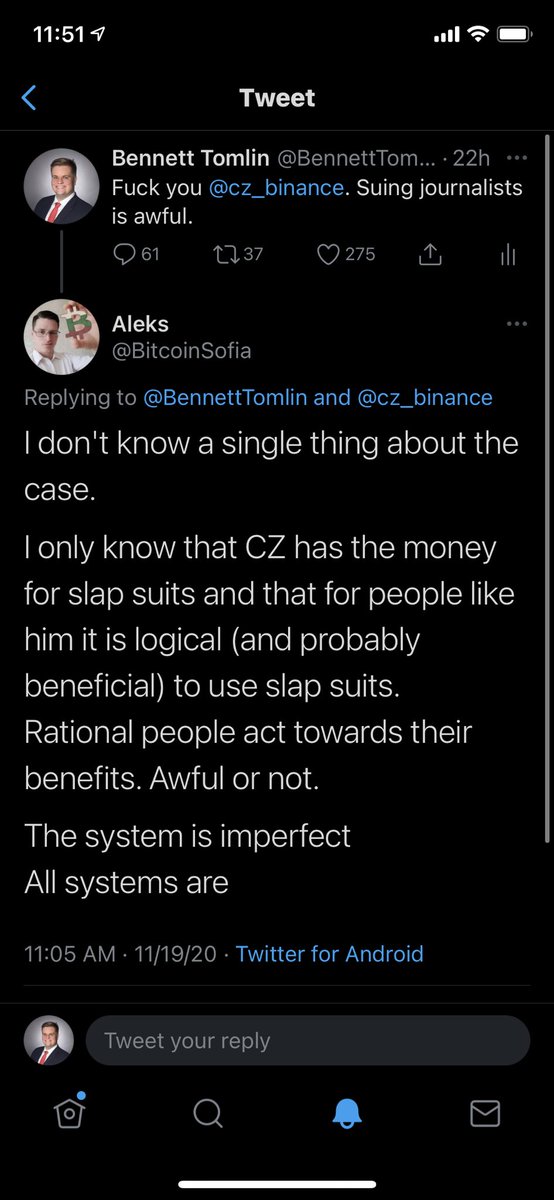 11:51
Tweet
Bennett Tomlin @BennettTom... · 22h
Fuck you @cz_binance. Suing journalists
is awful.
61 37 275
Aleks
@BitcoinSofia
Replying to @BennettTomlin and @cz_binance
I don't know a single thing about the
case.
I only know that CZ has the money
for slap suits and that for people like
him it is logical (and probably
beneficial) to use slap suits.
Rational people act towards their
benefits. Awful or not.
The system is imperfect
All systems are
11:05 AM · 11/19/20 · Twitter for Android
Tweet your reply